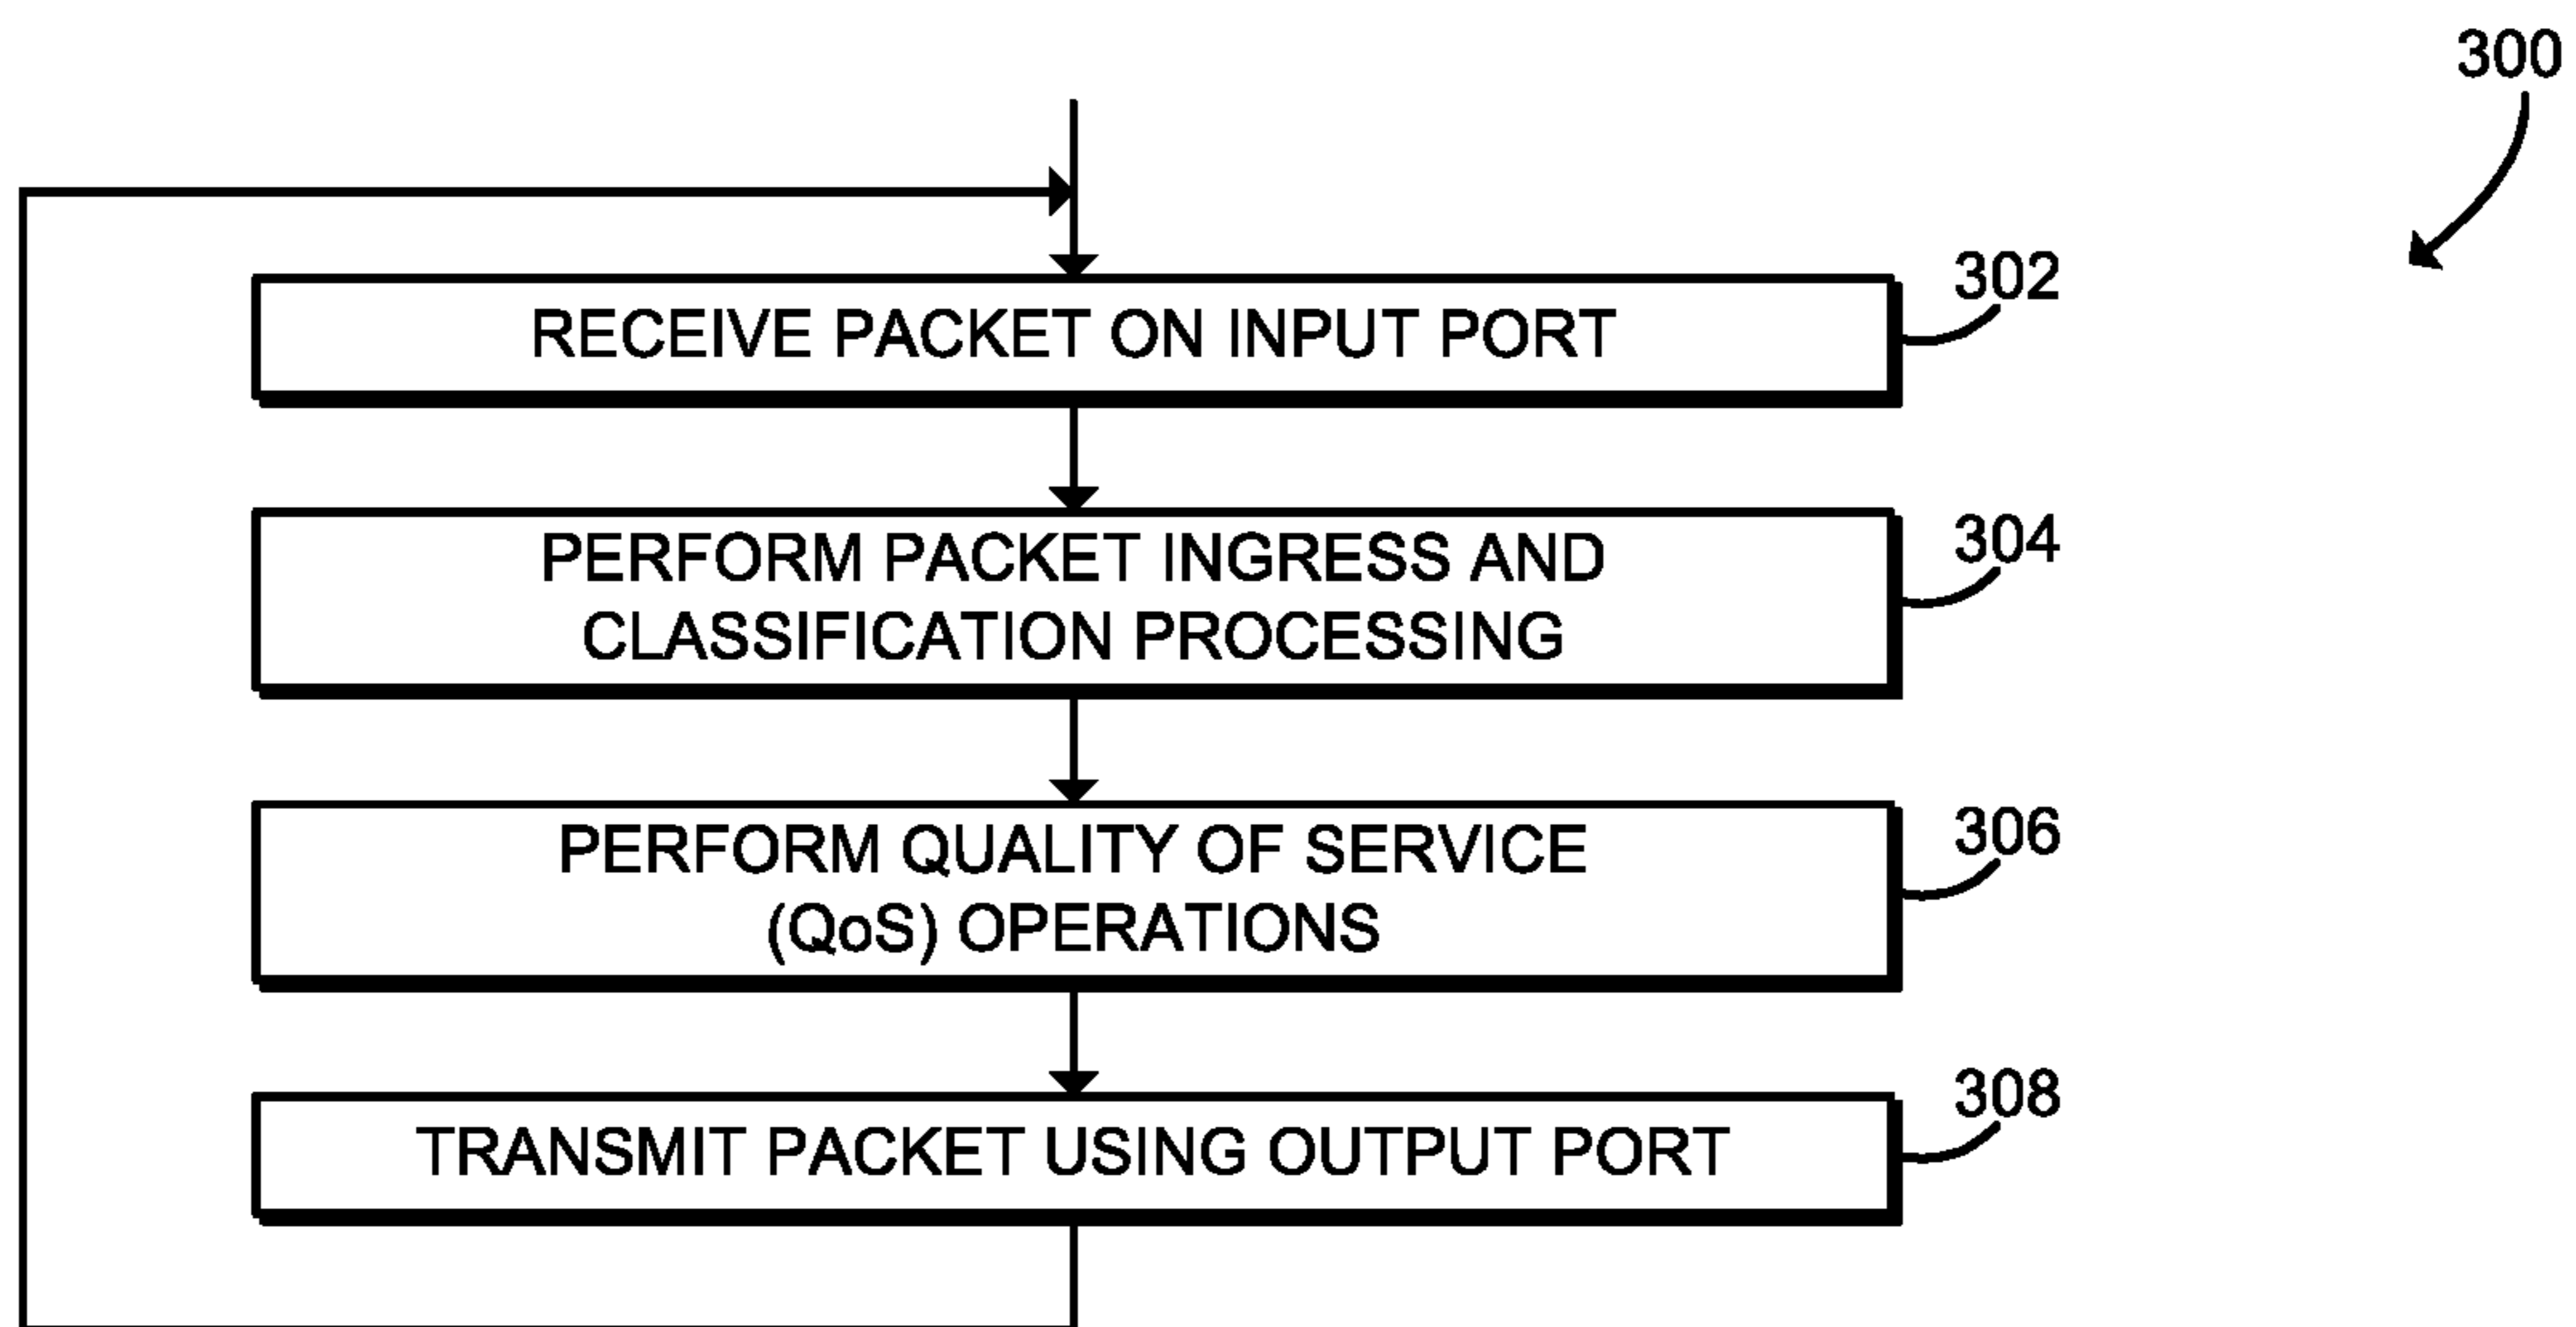 300
RECEIVE PACKET ON INPUT PORT
302
PERFORM PACKET INGRESS AND
CLASSIFICATION PROCESSING
304
PERFORM QUALITY OF SERVICE
(QoS) OPERATIONS
306
TRANSMIT PACKET USING OUTPUT PORT
308